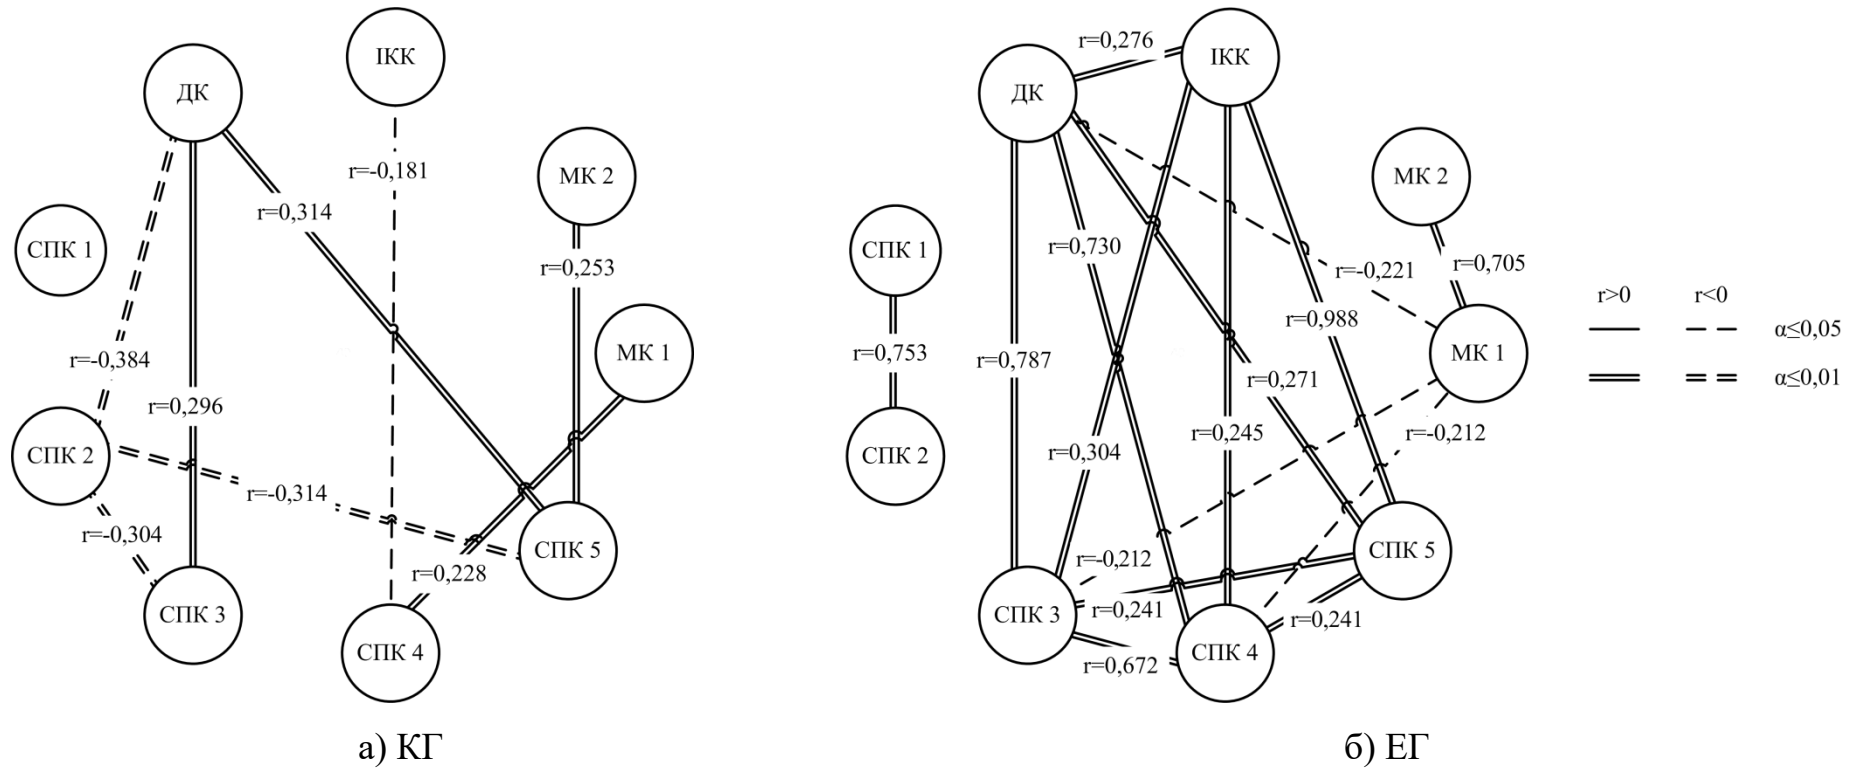 ІКК
ДК
r=-0,181
МК 2
r=0,314
СПК 1
r=0,253
МК 1
r=-0,384
r=0,296
СПК 2
r=-0,314
r=-0,304
СПК 5
r=0,228
СПК 3
СПК 4
а) КГ
r=0,276
ІКК
ДК
МК 2
r=0,730
СПК 1
r=-0,221
r=0,705
r=0,988
r=0,753
r=0,787
МК 1
r=0,271
r=0,245
r=-0,212
r=0,304
СПК 2
СПК 5
r=-0,212
r=0,241
СПК 3
r=0,241
СПК 4
r=0,672
б) ЕГ
r>0 r<0
α≤0,05
α≤0,01